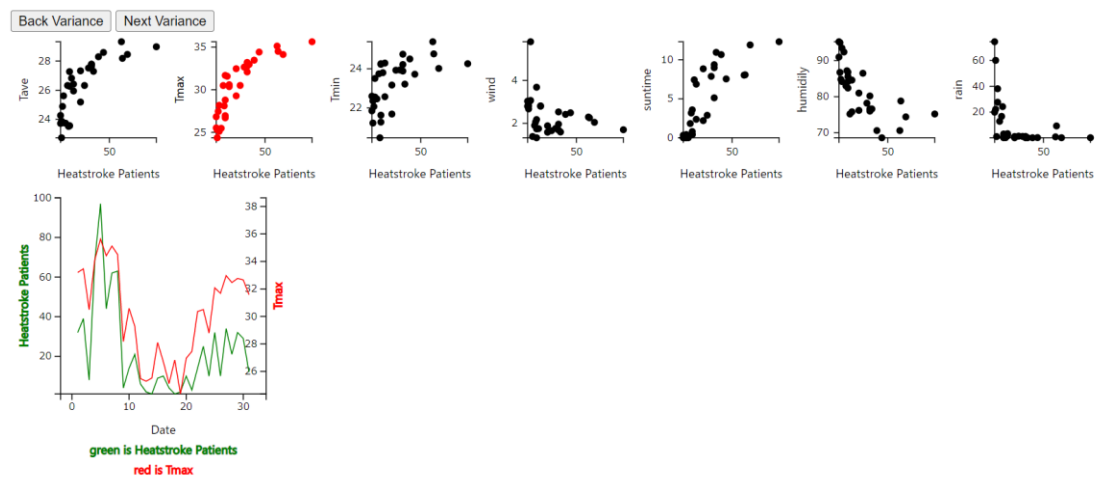 Back Variance Next Variance
28
26
24
Tave
50
Heatstroke Patients
35
30
25
Tmax
50
Heatstroke Patients
24
22
Tmin
50
Heatstroke Patients
4
2
wind
50
Heatstroke Patients
10
5
0
suntime
50
Heatstroke Patients
90
80
70
humidily
50
Heatstroke Patients
80
60
40
20
0
rain
50
Heatstroke Patients
100
80
60
40
20
Heatstroke Patients
38
36
34
32
30
28
26
Tmax
0 10 20 30
Date
green is Heatstroke Patients
red is Tmax